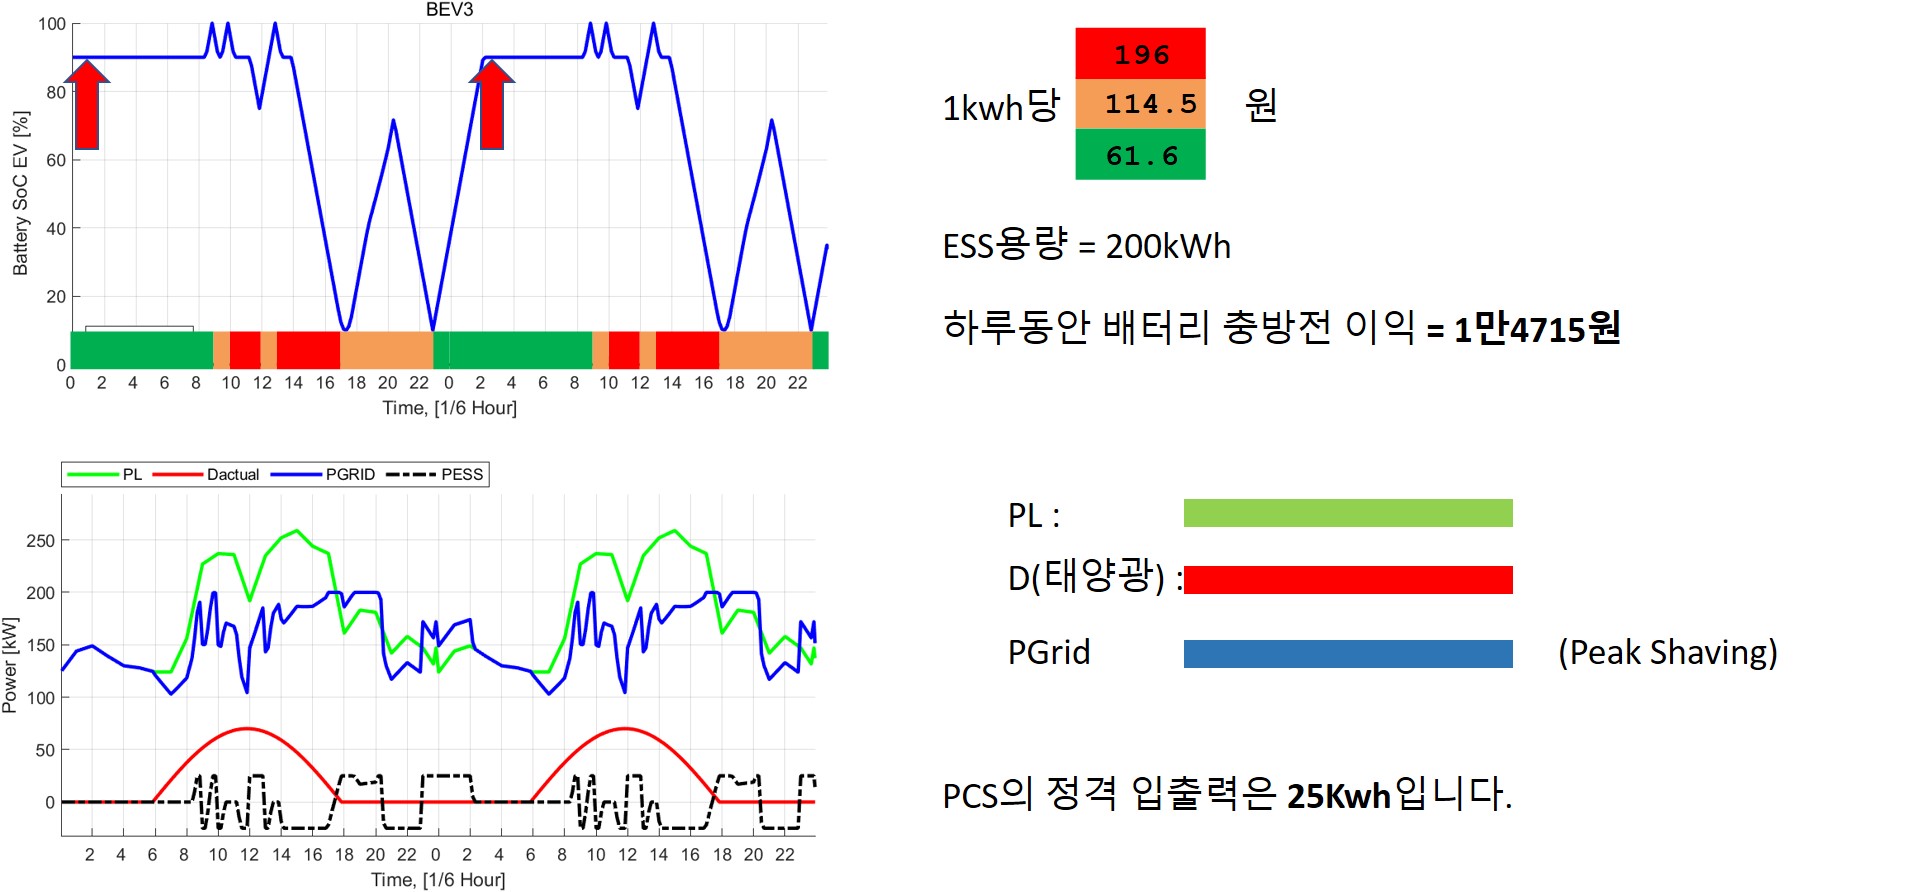 BEV3
Battery SoC EV [%]
100
80
60
40
20
0
0 2 4 6 8 10 12 14 16 18 20 22 0 2 4 6 8 10 12 14 16 18 20 22
Time, [1/6 Hour]
196
1kwh당 114.5 원
61.6
ESS용량 = 200kWh
하루동안 배터리 충방전 이익 = 1만4715원
PL Dactual PGRID PESS
Power [kW]
250
200
150
100
50
0
2 4 6 8 10 12 14 16 18 20 22 0 2 4 6 8 10 12 14 16 18 20 22
Time, [1/6 Hour]
PL :
D(태양광) :
PGrid (Peak Shaving)
PCS의 정격 입출력은 25Kwh입니다.